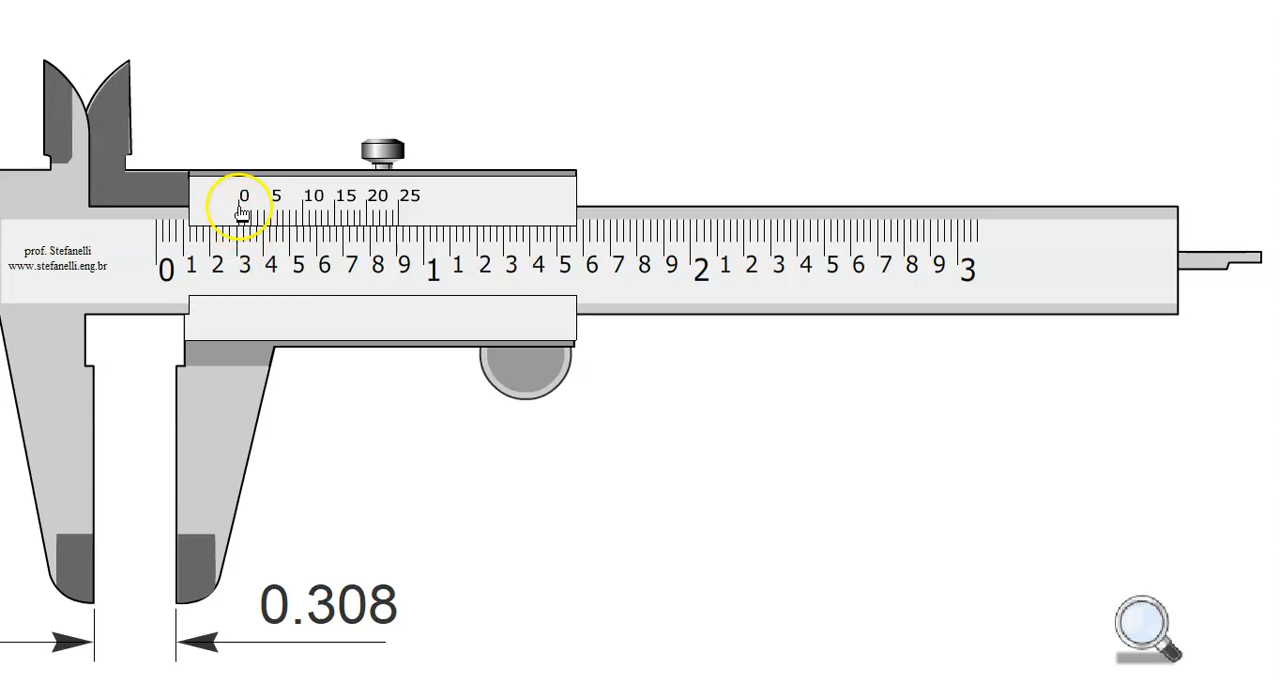 0 5 10 15 20 25
prof. Stefanelli
www.stefanelli.eng.br
0 1 2 3 4 5 6 7 8 9 1 1 2 3 4 5 6 7 8 9 2 1 2 3 4 5 6 7 8 9 3
0.308